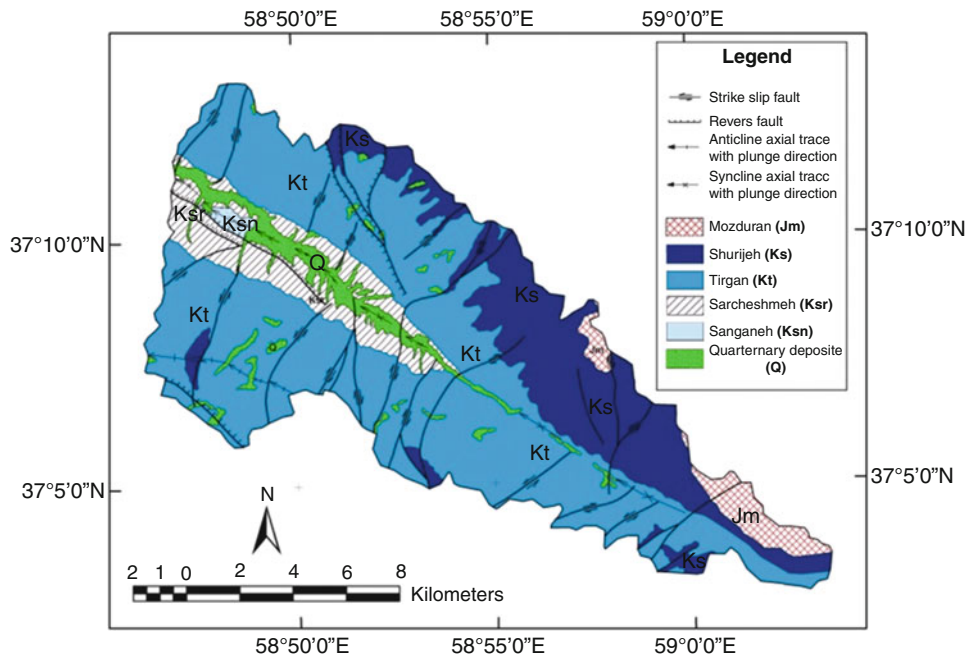 58°50'0"E 58°55'0"E 59°0'0"E
Legend
Strike slip fault
Revers fault
Anticline axial trace
with plunge direction
Syncline axial tracc
with plunge direction
Mozduran (Jm)
Shurijeh (Ks)
Tirgan (Kt)
Sarcheshmeh (Ksr)
Sanganeh (Ksn)
Quarternary deposite
(Q)
Ks
Kt
Ksr
Ksn
37°10'0"N
37°10'0"N
Q
Ks
Kt
Kt
Ks
Kt
37°5'0"N
37°5'0"N
N
Jm
Ks
2 1 0 2 4 6 8
Kilometers
58°50'0"E 58°55'0"E 59°0'0"E